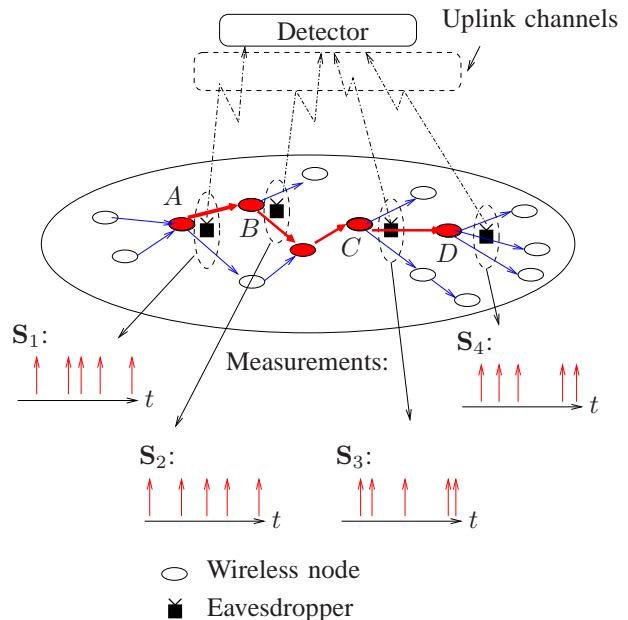 Detector
Uplink channels
A
B
C
D
S₁:
t
Measurements:
S₄:
t
S₂:
t
S₃:
t
Wireless node
Eavesdropper